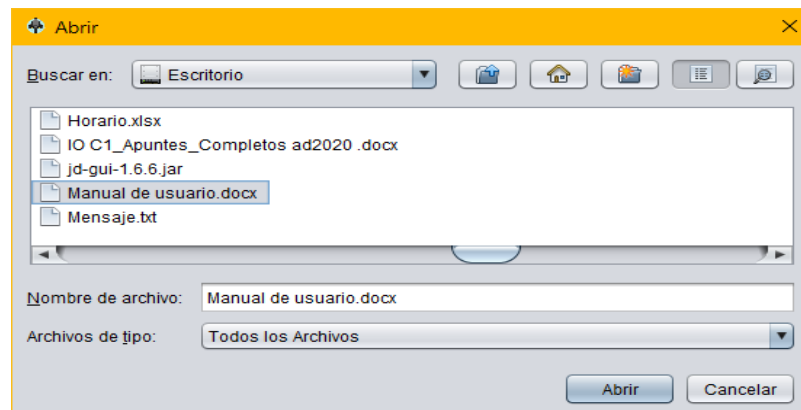 Abrir
Buscar en: Escritorio
Horario.xlsx
IO C1_Apuntes_Completos ad2020 .docx
jd-gui-1.6.6.jar
Manual de usuario.docx
Mensaje.txt
Nombre de archivo: Manual de usuario.docx
Archivos de tipo: Todos los Archivos
Abrir Cancelar